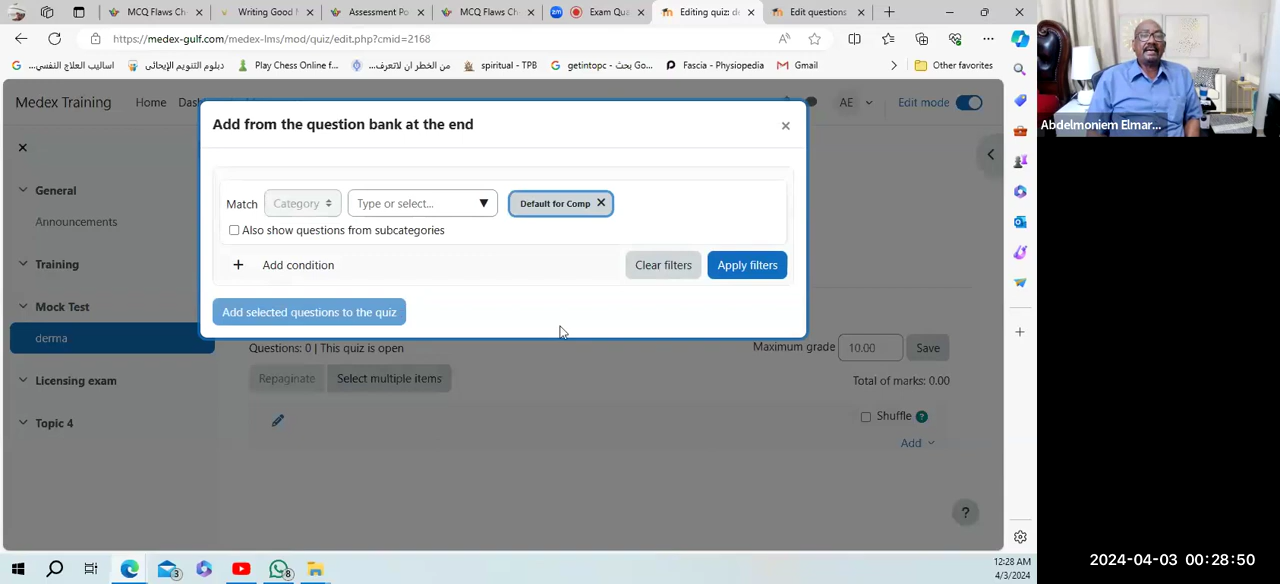 MCQ Flaws Ch
Writing Good
Assessment Po
MCQ Flaws Ch
zm
Exam Qu
Editing quiz: de
Edit questions
https://medex-gulf.com/medex-lms/mod/quiz/edit.php?cmid=2168
اساليب العلاج النفسي...
دبلوم التنويم الإيحائي
Play Chess Online f...
من الخطر ان لاتعرف...
spiritual - TPB
getintopc - بحث Go...
Fascia - Physiopedia
Gmail
Other favorites
Medex Training
Home
Das
AE
Edit mode
Abdelmoniem Elmar...
Add from the question bank at the end
General
Announcements
Training
Mock Test
derma
Licensing exam
Topic 4
Match
Category
Type or select...
Default for Comp
Also show questions from subcategories
Add condition
Clear filters
Apply filters
Add selected questions to the quiz
Questions: 0 | This quiz is open
Maximum grade
10.00
Save
Repaginate
Select multiple items
Total of marks: 0.00
Shuffle
Add
?
3
8
12:28 AM
4/3/2024
2024-04-03 00:28:50